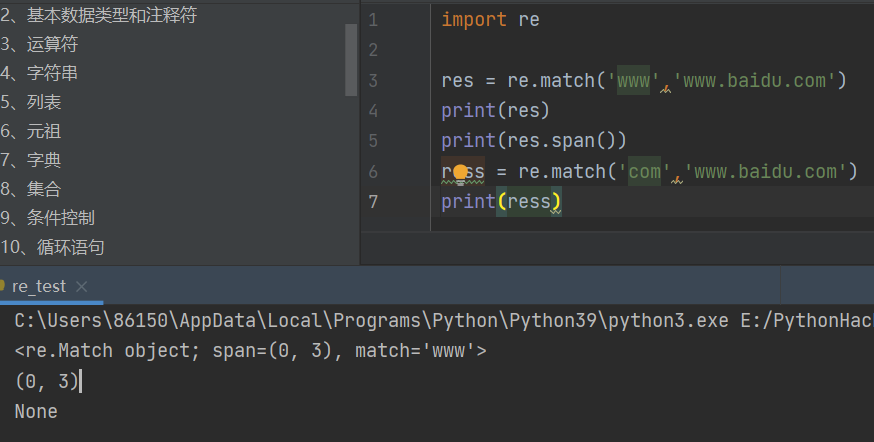 2、基本数据类型和注释符
3、运算符
4、字符串
5、列表
6、元祖
7、字典
8、集合
9、条件控制
10、循环语句
1 import re
2
3 res = re.match('www','www.baidu.com')
4 print(res)
5 print(res.span())
6 ress = re.match('com','www.baidu.com')
7 print(ress)
re_test ×
C:\Users\86150\AppData\Local\Programs\Python\Python39\python3.exe E:/PythonHac
<re.Match object; span=(0, 3), match='www'>
(0, 3)
None